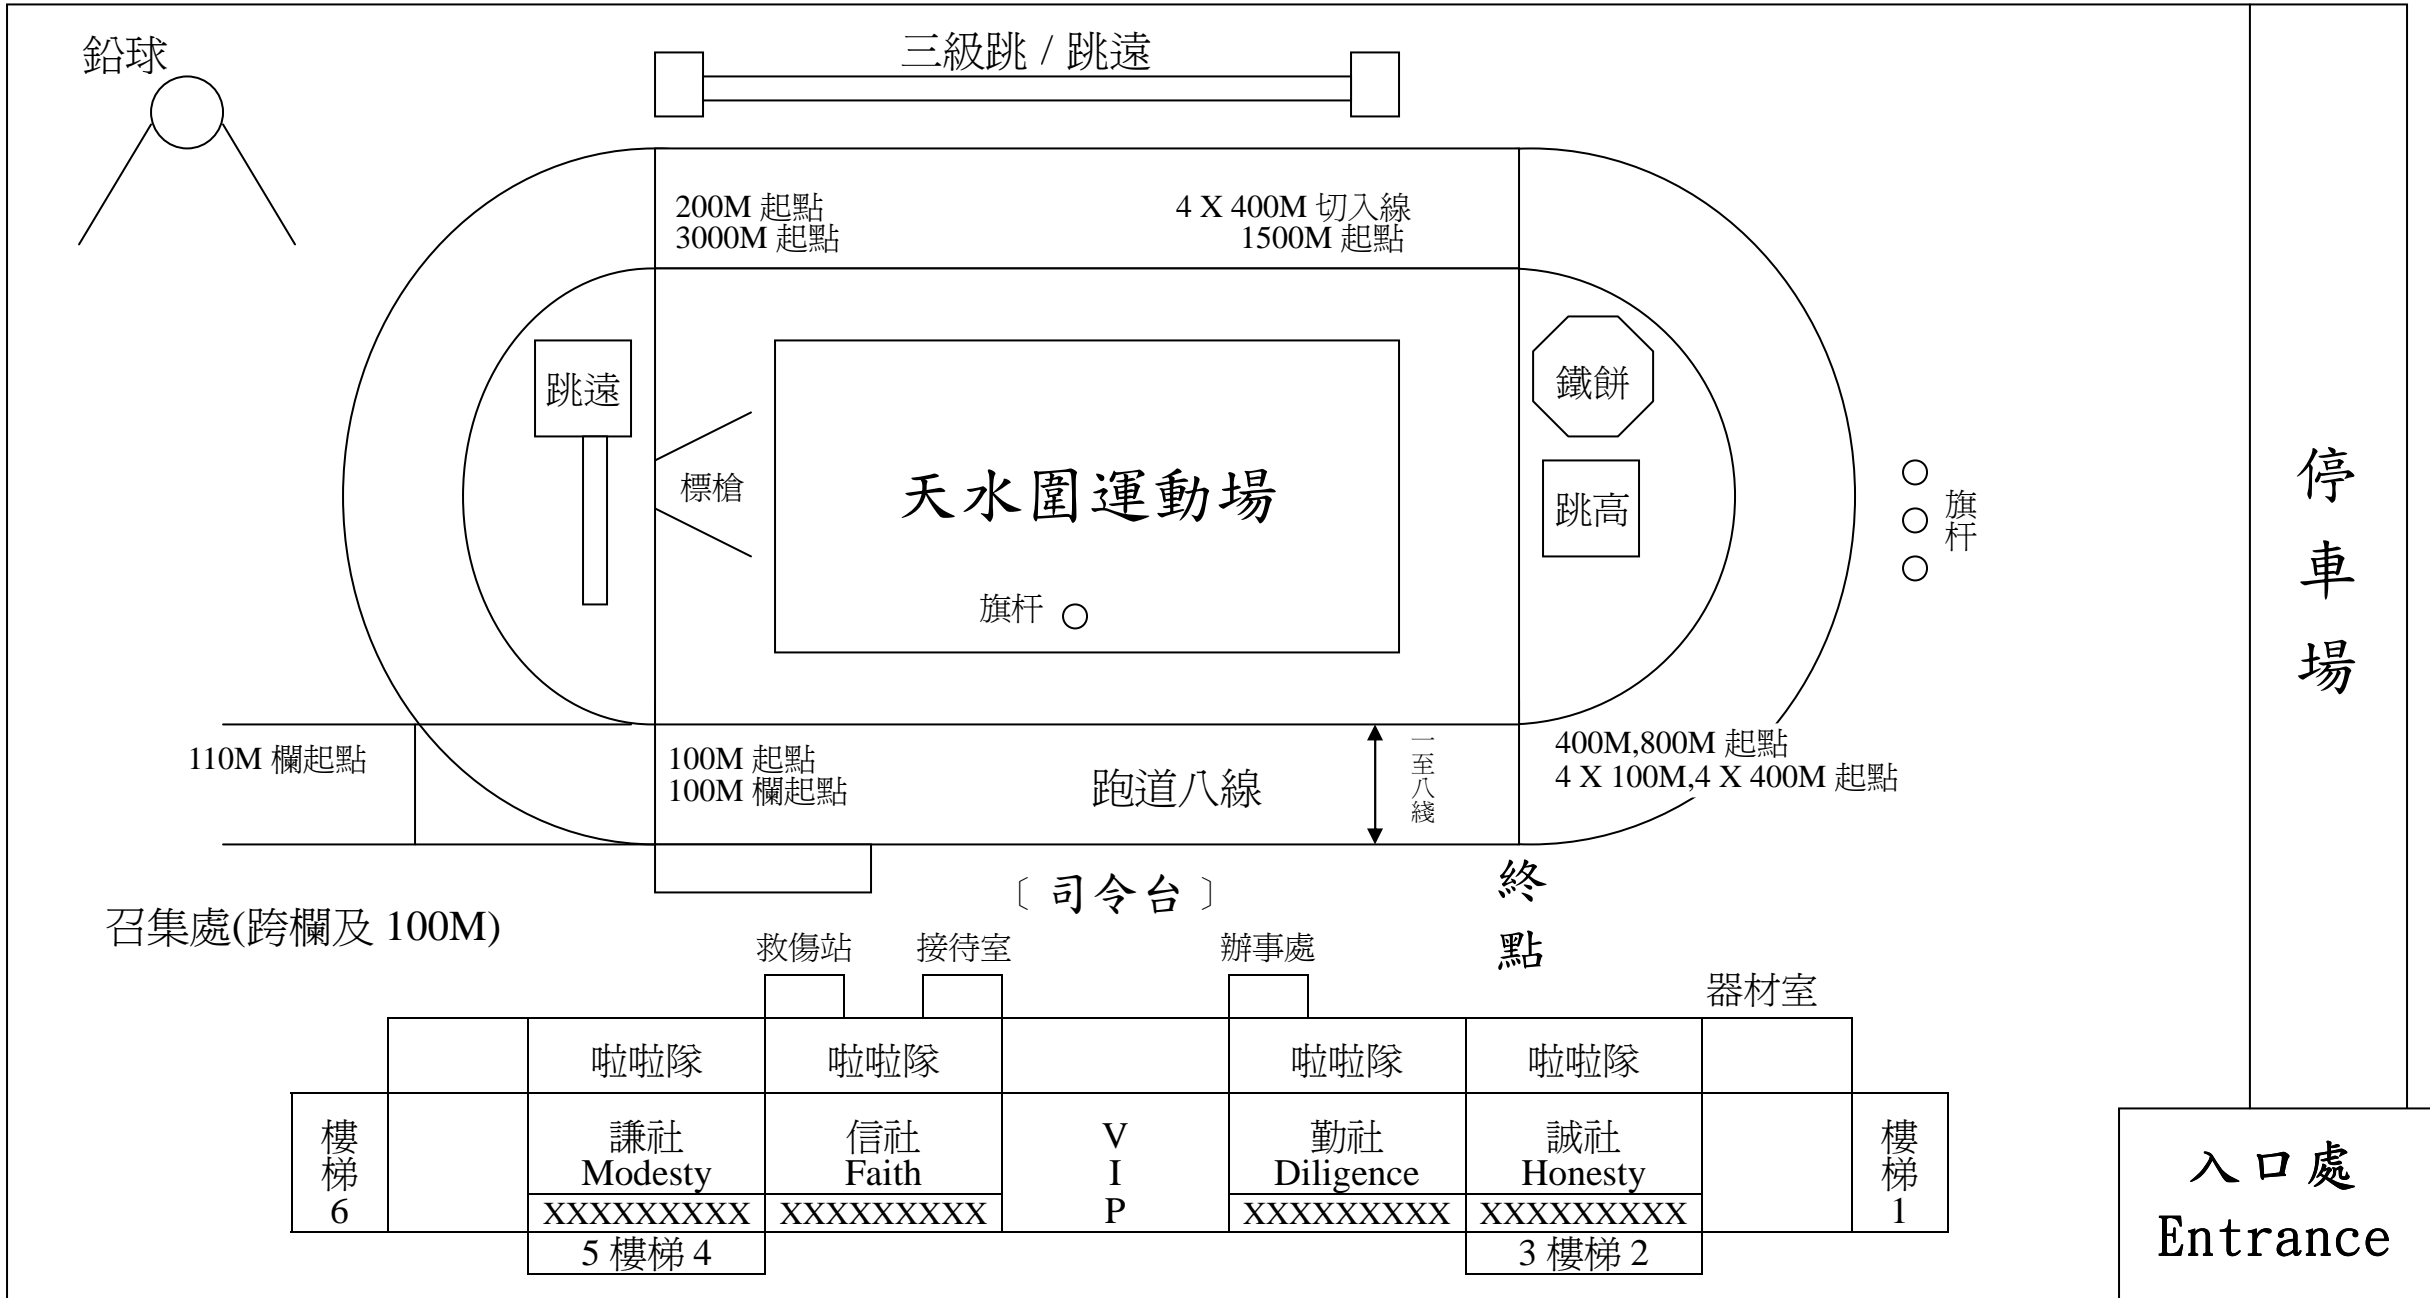 鉛球
三級跳 / 跳遠
200M 起點
3000M 起點
4 X 400M 切入線
1500M 起點
跳遠
標槍
天水圍運動場
旗杆
鐵餅
跳高
旗杆
停車場
110M 欄起點
100M 起點
100M 欄起點
跑道八線
一至八綫
400M,800M 起點
4 X 100M,4 X 400M 起點
〔 司令台 〕
終點
召集處(跨欄及 100M)
救傷站
接待室
辦事處
器材室
啦啦隊
啦啦隊
啦啦隊
啦啦隊
樓梯6
謙社
Modesty
XXXXXXXXX
信社
Faith
XXXXXXXXX
VIP
勤社
Diligence
XXXXXXXXX
誠社
Honesty
XXXXXXXXX
樓梯1
5 樓梯 4
3 樓梯 2
入口處
Entrance